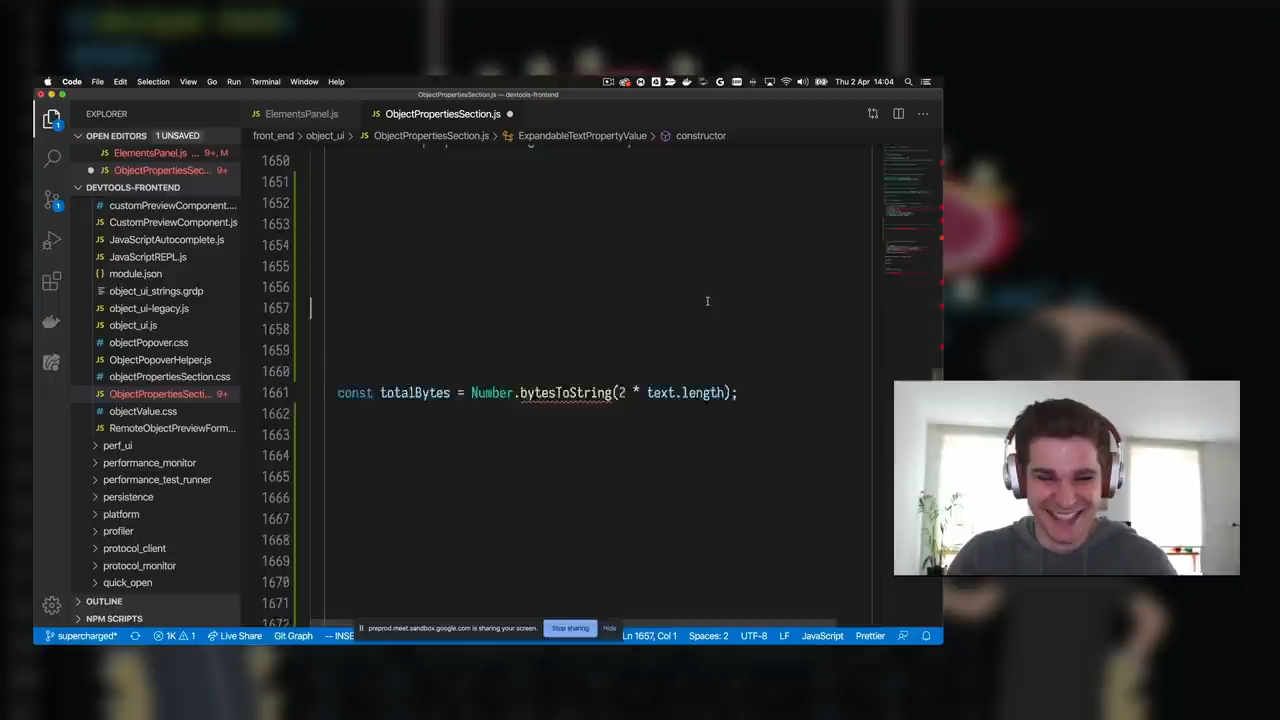 Code File Edit Selection View Go Run Terminal Window Help
Thu 2 Apr 14:04
ObjectPropertiesSection.js — devtools-frontend
EXPLORER
ElementsPanel.js
ObjectPropertiesSection.js
OPEN EDITORS 1 UNSAVED
front_end > object_ui > ObjectPropertiesSection.js > ExpandableTextPropertyValue > constructor
ElementsPanel.js ... 9+, M
ObjectPropertiesSec... 9+
DEVTOOLS-FRONTEND
customPreviewComponent...
CustomPreviewComponent.js
JavaScriptAutocomplete.js
JavaScriptREPL.js
module.json
object_ui_strings.grdp
object_ui-legacy.js
object_ui.js
objectPopover.css
ObjectPopoverHelper.js
objectPropertiesSection.css
ObjectPropertiesSecti... 9+
objectValue.css
RemoteObjectPreviewForm...
perf_ui
performance_monitor
performance_test_runner
persistence
platform
profiler
protocol_client
protocol_monitor
quick_open
OUTLINE
NPM SCRIPTS
1650
1651
1652
1653
1654
1655
1656
1657
1658
1659
1660
1661 const totalBytes = Number.bytesToString(2 * text.length);
1662
1663
1664
1665
1666
1667
1668
1669
1670
1671
1672
preprod.meet.sandbox.google.com is sharing your screen. Stop sharing Hide
supercharged* 1K 1 Live Share Git Graph -- INSE Ln 1657, Col 1 Spaces: 2 UTF-8 LF JavaScript Prettier